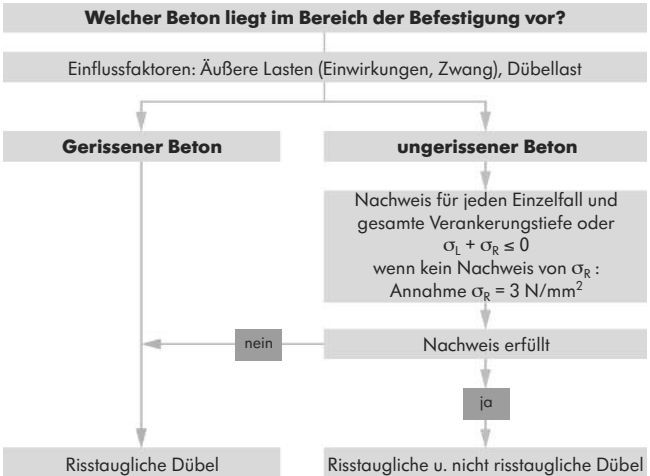 Welcher Beton liegt im Bereich der Befestigung vor?
Einflussfaktoren: Äußere Lasten (Einwirkungen, Zwang), Dübellast
Gerissener Beton
ungerissener Beton
Nachweis für jeden Einzelfall und
gesamte Verankerungstiefe oder
σL + σR ≤ 0
wenn kein Nachweis von σR :
Annahme σR = 3 N/mm²
nein
Nachweis erfüllt
ja
Risstaugliche Dübel
Risstaugliche u. nicht risstaugliche Dübel